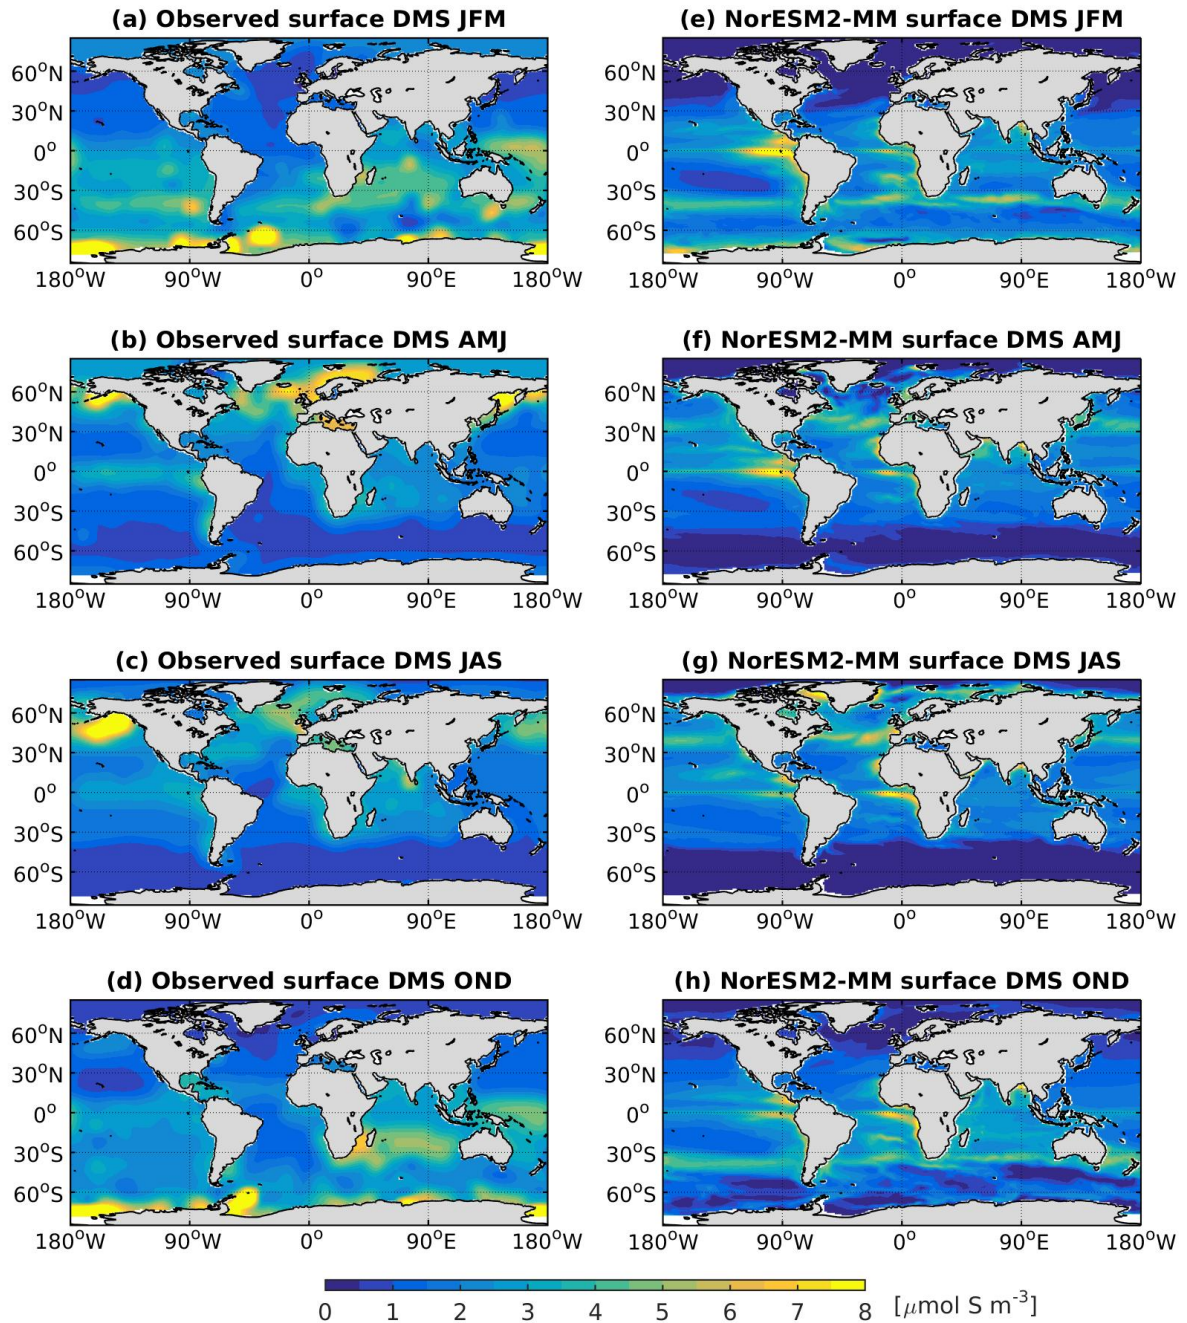 (a) Observed surface DMS JFM
60°N
30°N
0°
30°S
60°S
180°W 90°W 0° 90°E 180°W
(e) NorESM2-MM surface DMS JFM
60°N
30°N
0°
30°S
60°S
180°W 90°W 0° 90°E 180°W
(b) Observed surface DMS AMJ
60°N
30°N
0°
30°S
60°S
180°W 90°W 0° 90°E 180°W
(f) NorESM2-MM surface DMS AMJ
60°N
30°N
0°
30°S
60°S
180°W 90°W 0° 90°E 180°W
(c) Observed surface DMS JAS
60°N
30°N
0°
30°S
60°S
180°W 90°W 0° 90°E 180°W
(g) NorESM2-MM surface DMS JAS
60°N
30°N
0°
30°S
60°S
180°W 90°W 0° 90°E 180°W
(d) Observed surface DMS OND
60°N
30°N
0°
30°S
60°S
180°W 90°W 0° 90°E 180°W
(h) NorESM2-MM surface DMS OND
60°N
30°N
0°
30°S
60°S
180°W 90°W 0° 90°E 180°W
0 1 2 3 4 5 6 7 8 [μmol S m⁻³]